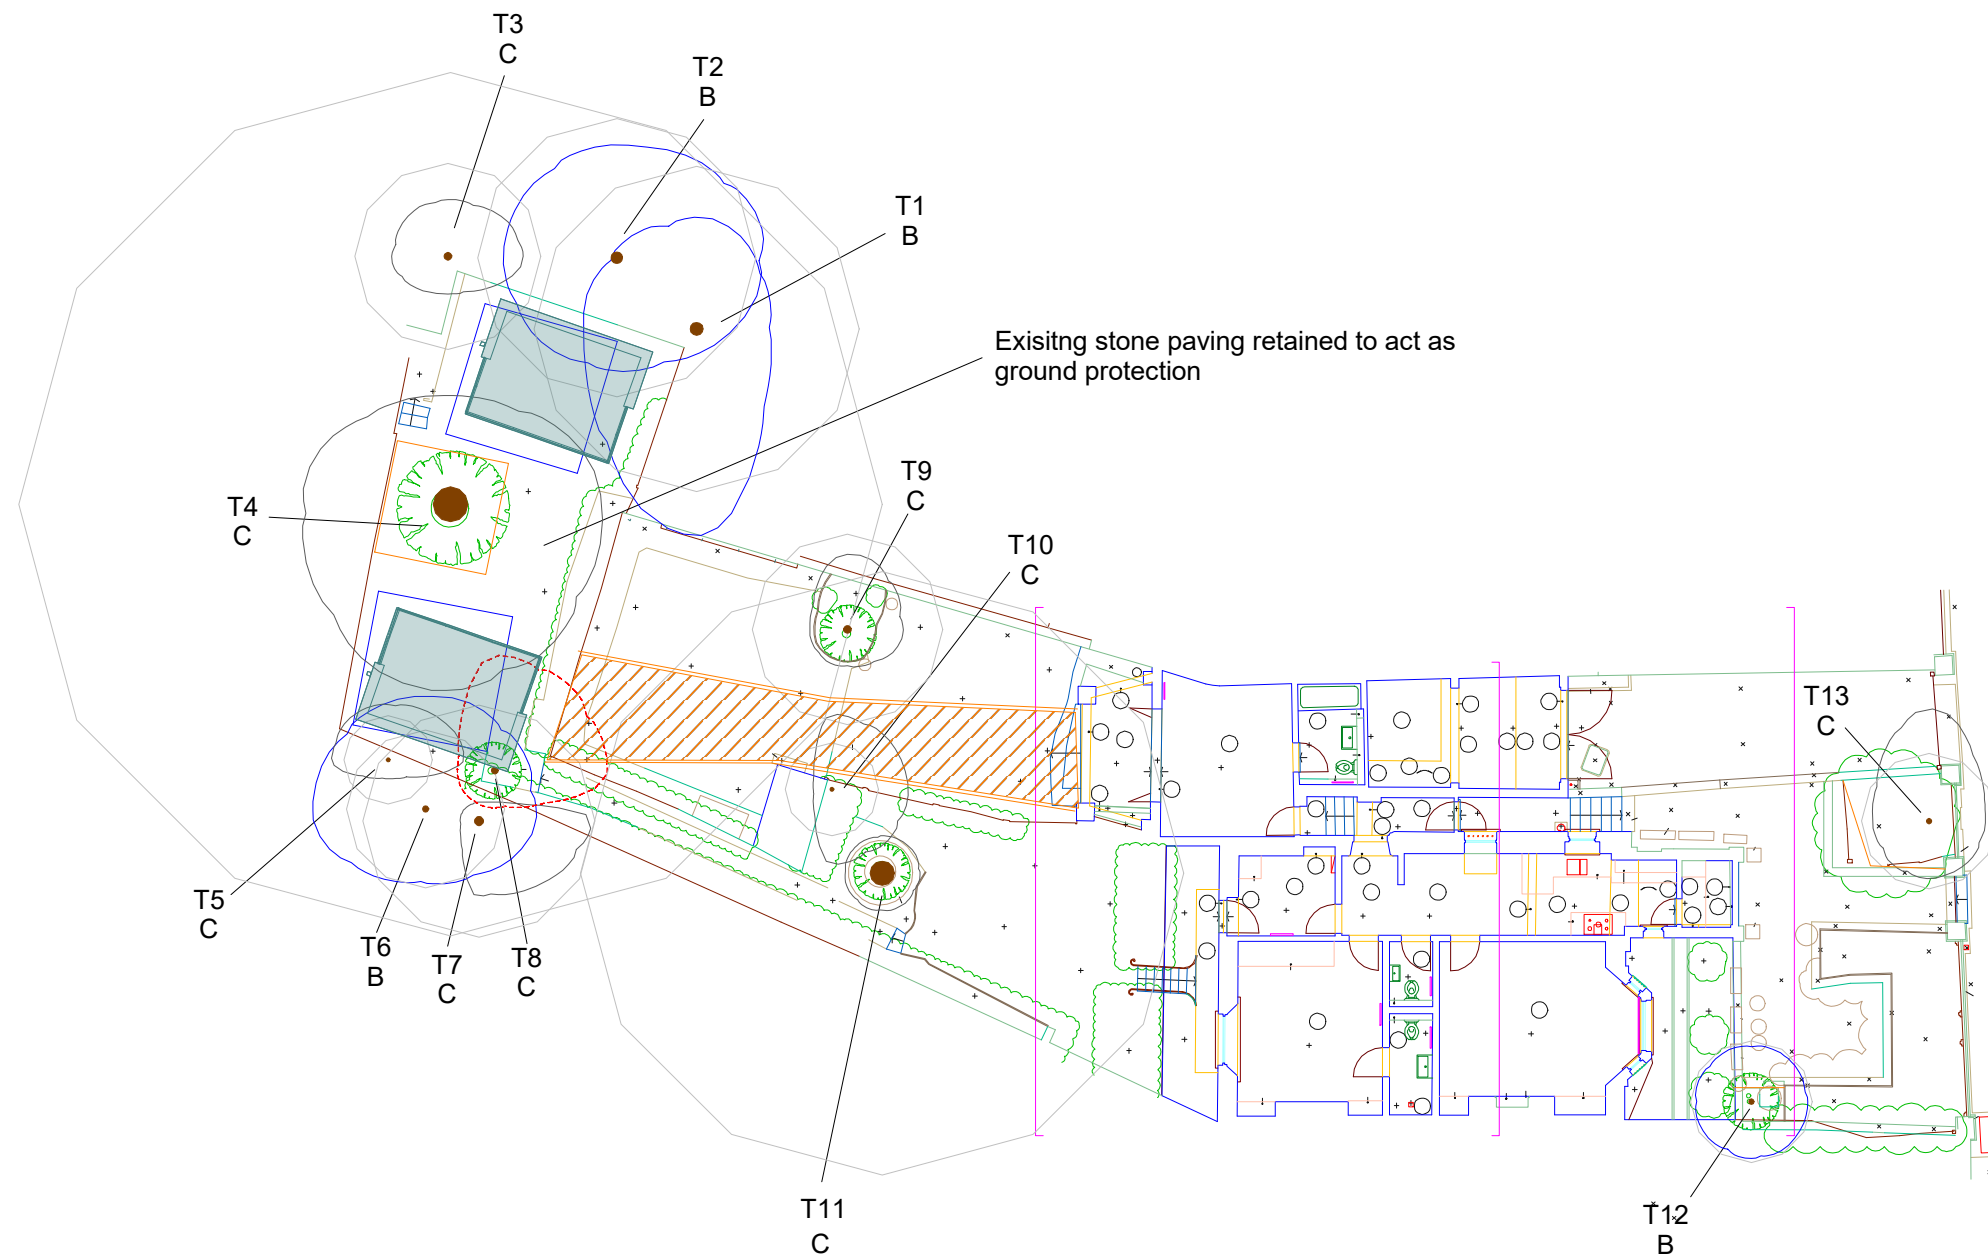 T3
C
T2
B
T1
B
Exisitng stone paving retained to act as
ground protection
T9
C
T4
C
T10
C
T13
C
T5
C
T6
B
T7
C
T8
C
T11
C
T12
B